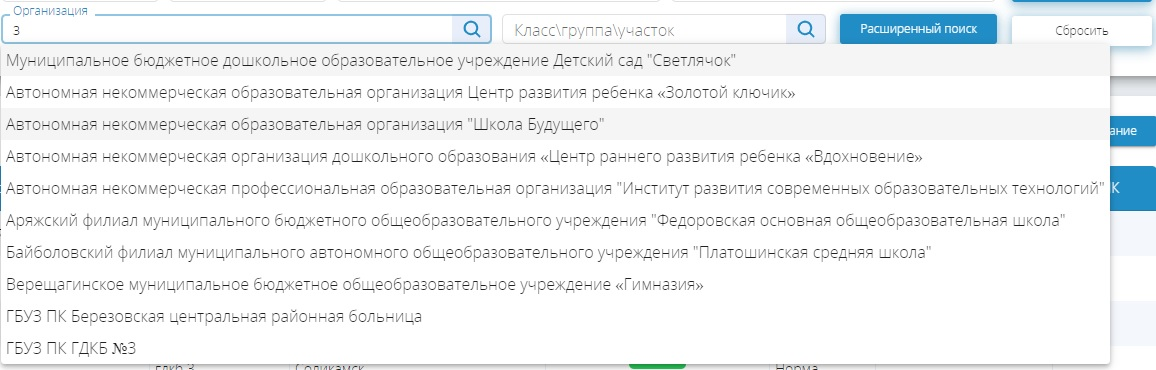 Организация
3
Класс\группа\участок
Расширенный поиск
Сбросить
Муниципальное бюджетное дошкольное образовательное учреждение Детский сад "Светлячок"
Автономная некоммерческая образовательная организация Центр развития ребенка «Золотой ключик»
Автономная некоммерческая образовательная организация "Школа Будущего"
Автономная некоммерческая организация дошкольного образования «Центр раннего развития ребенка «Вдохновение»
Автономная некоммерческая профессиональная образовательная организация "Институт развития современных образовательных технологий"
Аряжский филиал муниципального бюджетного общеобразовательного учреждения "Федоровская основная общеобразовательная школа"
Байболовский филиал муниципального автономного общеобразовательного учреждения "Платошинская средняя школа"
Верещагинское муниципальное бюджетное общеобразовательное учреждение «Гимназия»
ГБУЗ ПК Березовская центральная районная больница
ГБУЗ ПК ГДКБ №3